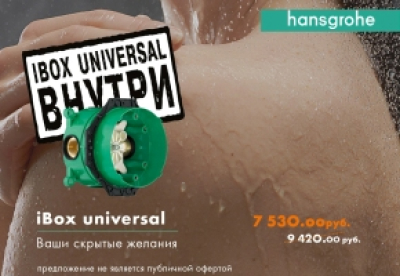 hansgrohe
IBOX UNIVERSAL
ВНУТРИ
iBox universal
7 530.00руб.
Ваши скрытые желания
9 420.00 руб.
предложение не является публичной офертой